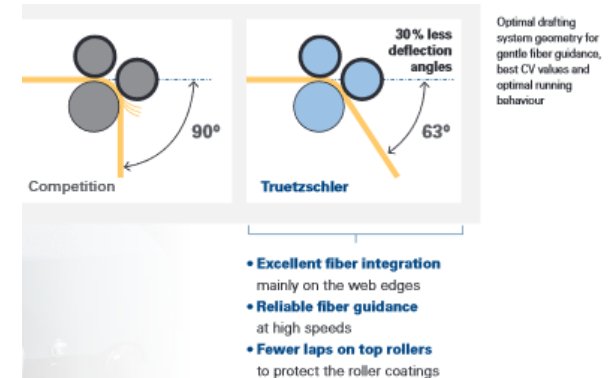 90º
Competition
30% less
deflection
angles
63º
Truetzschler
Optimal drafting
system geometry for
gentle fiber guidance,
best CV values and
optimal running
behaviour
• Excellent fiber integration
mainly on the web edges
• Reliable fiber guidance
at high speeds
• Fewer laps on top rollers
to protect the roller coatings